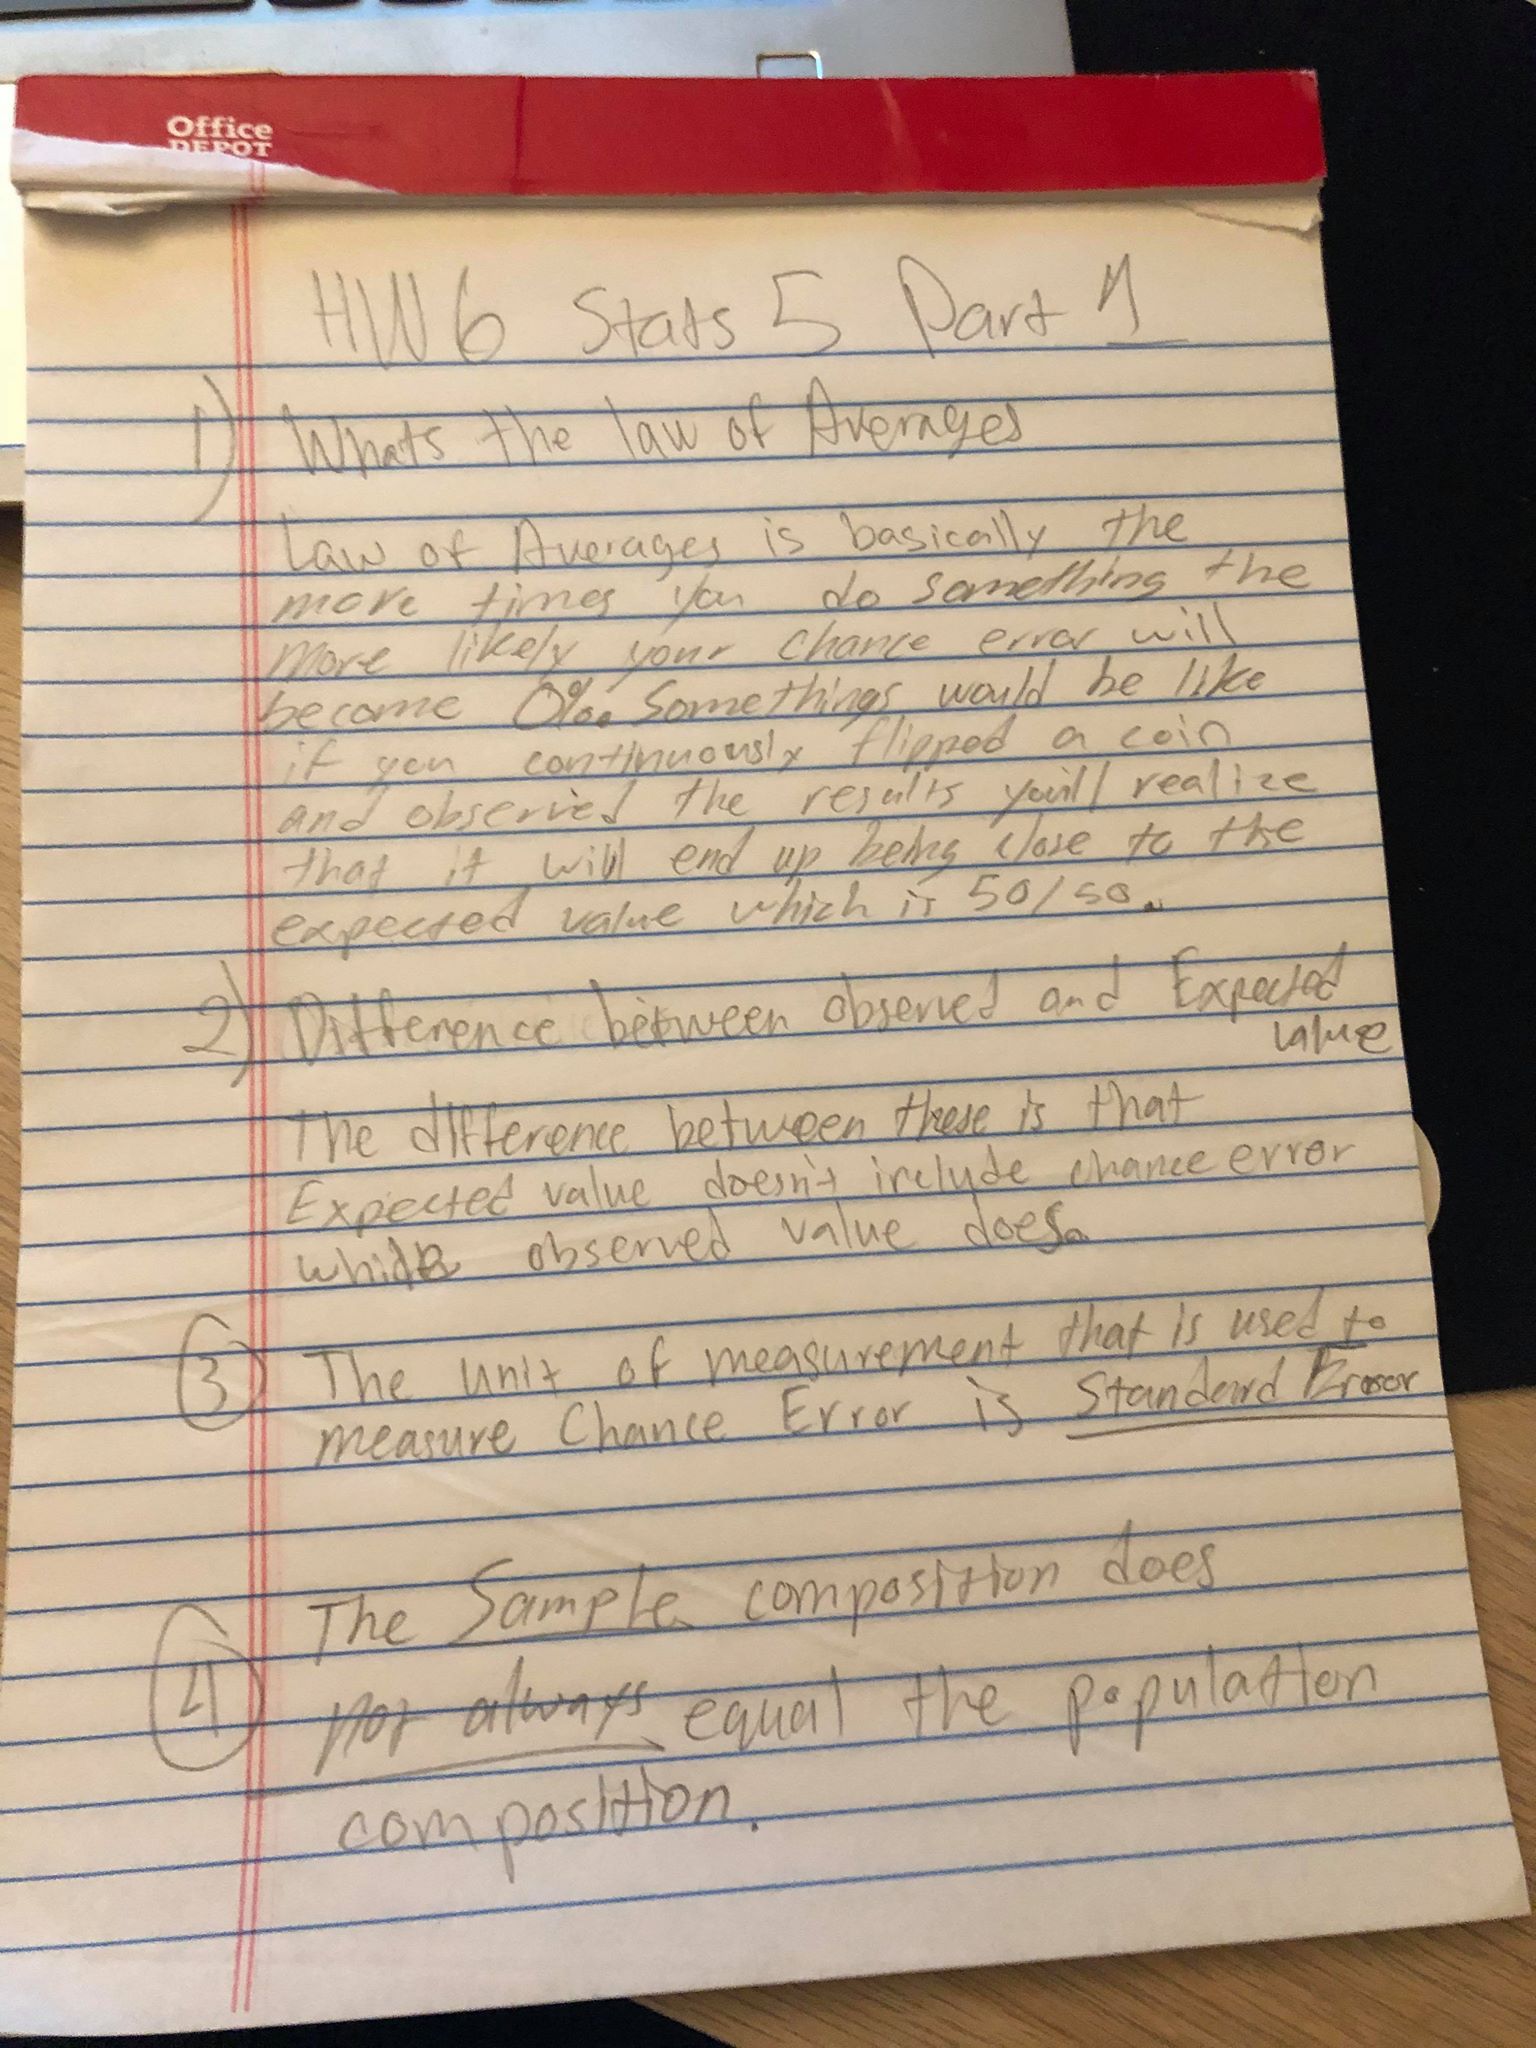 Office
DEPOT
HW6 Stats 5 Part 1
1) Whats the law of Averages
Law of Averages is basically the
more times you do something the
more likely your chance error will
become 0%. Somethings would be like
if you continuously flipped a coin
and observed the results you'll realize
that it will end up being close to the
expected value which is 50/50.
2) Difference between observed and Expected
value
The difference between these is that
Expected value doesn't include chance error
while observed value does.
3 The unit of measurement that is used to
measure Chance Error is Standard Error
4 The Sample composition does
not always equal the population
composition.